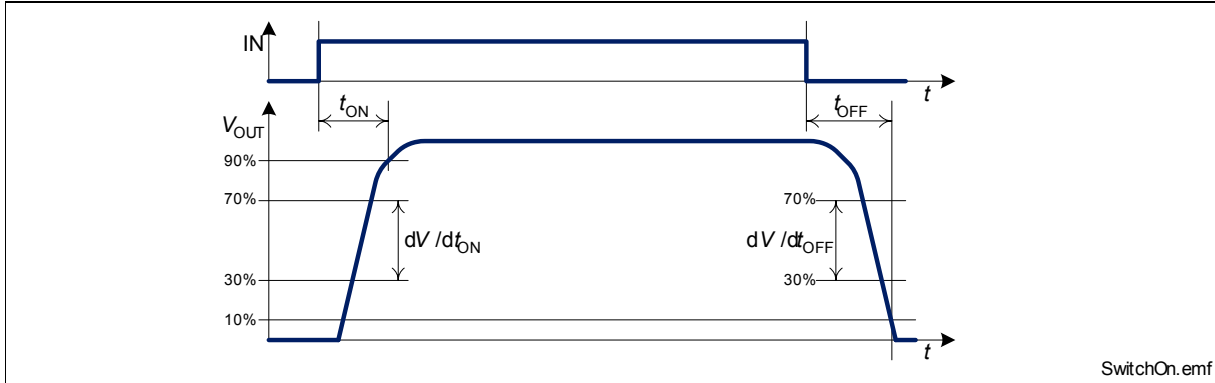 IN
t
tON
tOFF
VOUT
90%
70%
70%
dV/dtON
dV/dtOFF
30%
30%
10%
t
SwitchOn.emf